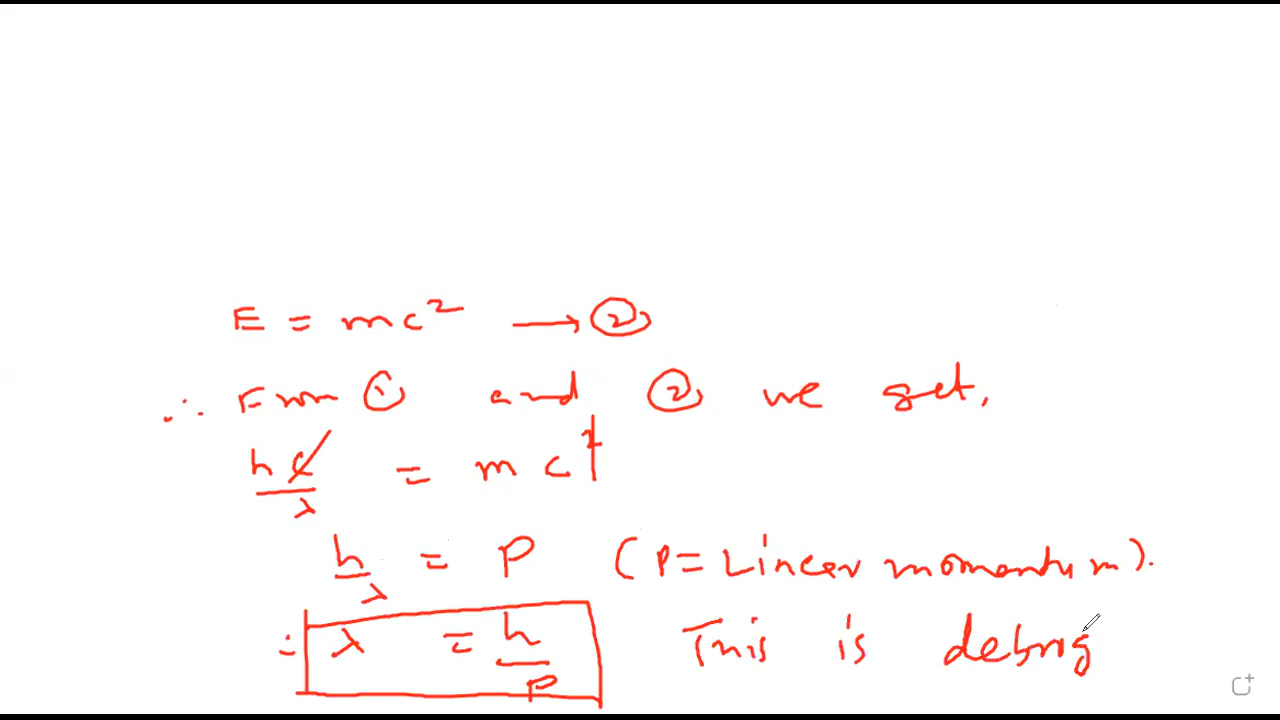 E = mc² → ②
∴ From ① and ② we get,
hc/λ = mc²
h/λ = P (P = Linear momentum).
∴ λ = h/P This is debrog